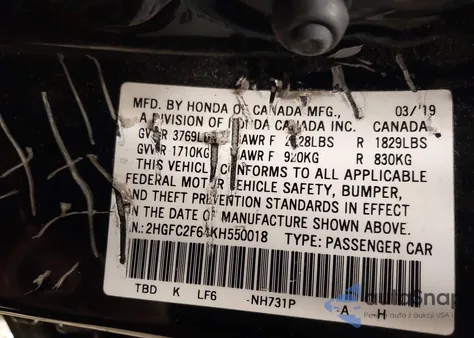 MFD. BY HONDA OF CANADA MFG., 03/'19
A DIVISION OF HONDA CANADA INC. CANADA
GVWR 3769LBS GAWR F R 1829LBS
GVWR 1710KG GAWR F R 830KG
THIS VEHICLE CONFORMS TO ALL APPLICABLE
FEDERAL MOTOR VEHICLE SAFETY, BUMPER,
AND THEFT PREVENTION STANDARDS IN EFFECT
ON THE DATE OF MANUFACTURE SHOWN ABOVE.
V.I.N.: 2HGFC2F64KH550018 TYPE: PASSENGER CAR
TBD K LF6 -NH731P -A- H
autoSnap